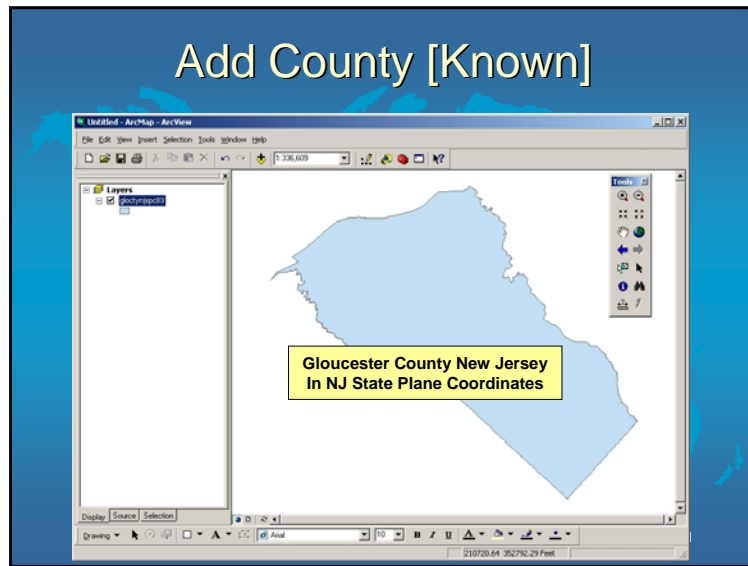 Add County [Known]
Untitled - ArcMap - ArcView
File Edit View Insert Selection Tools Window Help
1:336,609
Layers
gloctynjspc83
Tools
Gloucester County New Jersey
In NJ State Plane Coordinates
Display Source Selection
Drawing A Arial 10 B I U A
210720.64 352792.29 Feet